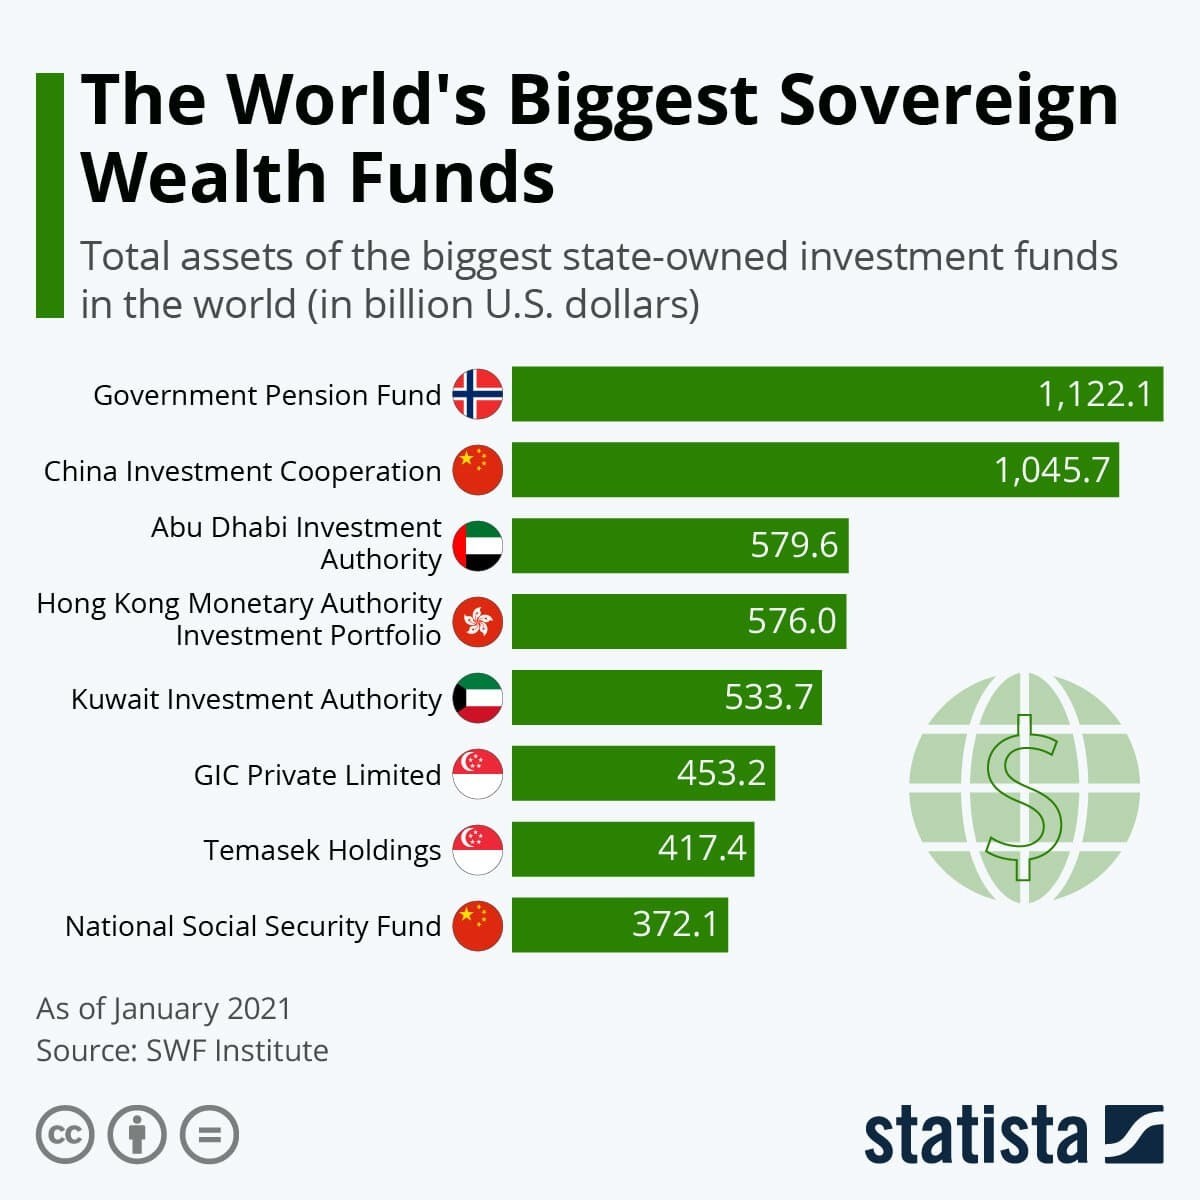 The World's Biggest Sovereign
Wealth Funds
Total assets of the biggest state-owned investment funds
in the world (in billion U.S. dollars)
Government Pension Fund 1,122.1
China Investment Cooperation 1,045.7
Abu Dhabi Investment
Authority 579.6
Hong Kong Monetary Authority
Investment Portfolio 576.0
Kuwait Investment Authority 533.7
GIC Private Limited 453.2
Temasek Holdings 417.4
National Social Security Fund 372.1
$
As of January 2021
Source: SWF Institute
cc =
statista